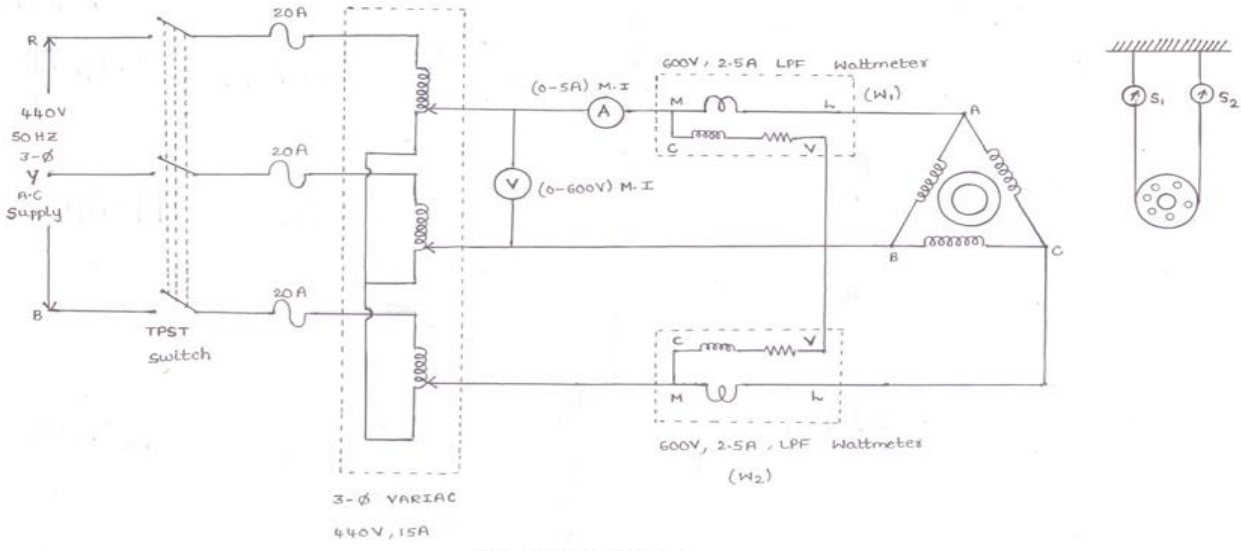 20A
R
440V
50HZ
3-Ø
Y
A-C
Supply
B
20A
20A
TPST
Switch
3-Ø VARIAC
440V, 15A
(0-5A) M-I
A
V
(0-600V) M-I
600V, 2-5A LPF Wattmeter
(W1)
M
L
C
V
A
B
C
C
V
M
L
600V, 2-5A, LPF Wattmeter
(W2)
S1
S2